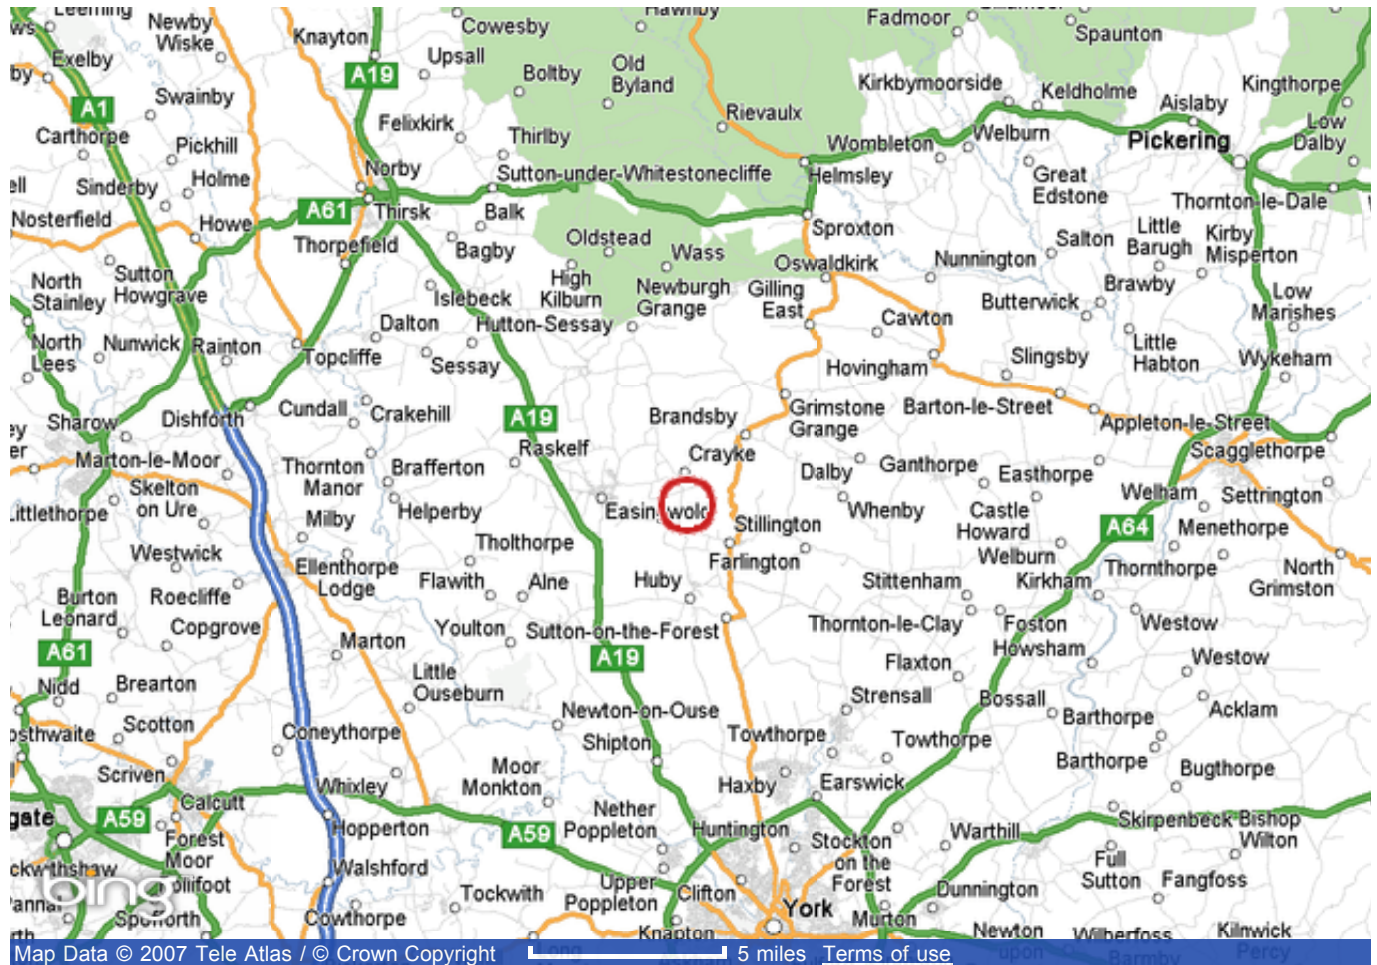 Leeming
Newby
Wiske
Knayton
Cowesby
Hawnby
Fadmoor
Spaunton
Exelby
A19
Upsall
Boltby
Old
Byland
Kirkbymoorside
Keldholme
Kingthorpe
Swainby
A1
Rievaulx
Aislaby
Carthorpe
Felixkirk
Thirlby
Wombleton
Welburn
Pickering
Low
Dalby
Pickhill
Norby
Sutton-under-Whitestonecliffe
Helmsley
Great
Edstone
Sinderby
Holme
Thornton-le-Dale
Nosterfield
Howe
A61
Thirsk
Balk
Sproxton
Little
Barugh
Kirby
Misperton
Thorpefield
Bagby
Oldstead
Wass
Oswaldkirk
Nunnington
Salton
North
Stainley
Sutton
Howgrave
Islebeck
High
Kilburn
Newburgh
Grange
Gilling
East
Butterwick
Brawby
Low
Marishes
Dalton
Hutton-Sessay
Cawton
North
Lees
Nunwick
Rainton
Topcliffe
Sessay
Hovingham
Slingsby
Little
Habton
Wykeham
Sharow
Dishforth
Cundall
Crakehill
A19
Brandsby
Grimstone
Grange
Barton-le-Street
Appleton-le-Street
Marton-le-Moor
Raskelf
Crayke
Scagglethorpe
Thornton
Manor
Brafferton
Dalby
Ganthorpe
Easthorpe
Skelton
on Ure
Littlethorpe
Helperby
Whenby
Castle
Howard
Welham
Settrington
Milby
Stillington
A64
Menethorpe
Westwick
Tholthorpe
Farlington
Welburn
Thornthorpe
North
Grimston
Ellenthorpe
Lodge
Flawith
Alne
Huby
Stittenham
Kirkham
Burton
Leonard
Roecliffe
Copgrove
Marton
Youlton
Sutton-on-the-Forest
Thornton-le-Clay
Foston
Westow
A61
A19
Howsham
Westow
Nidd
Brearton
Little
Ouseburn
Flaxton
Strensall
Bossall
Acklam
Scotton
Coneythorpe
Newton-on-Ouse
Barthorpe
Shipton
Towthorpe
Towthorpe
Barthorpe
Scriven
Whixley
Moor
Monkton
Haxby
Earswick
Bugthorpe
Calcutt
A59
Hopperton
A59
Nether
Poppleton
Huntington
Stockton
on the
Forest
Warthill
Skirpenbeck
Bishop
Wilton
Forest
Moor
Walshford
Full
Sutton
Fangfoss
bing
Tockwith
Upper
Poppleton
Clifton
Dunnington
Spofforth
Cowthorpe
York
Knapton
Murton
Newton
upon
Wilberfoss
Kilnwick
Percy
Map Data © 2007 Tele Atlas / © Crown Copyright
5 miles
Terms of use